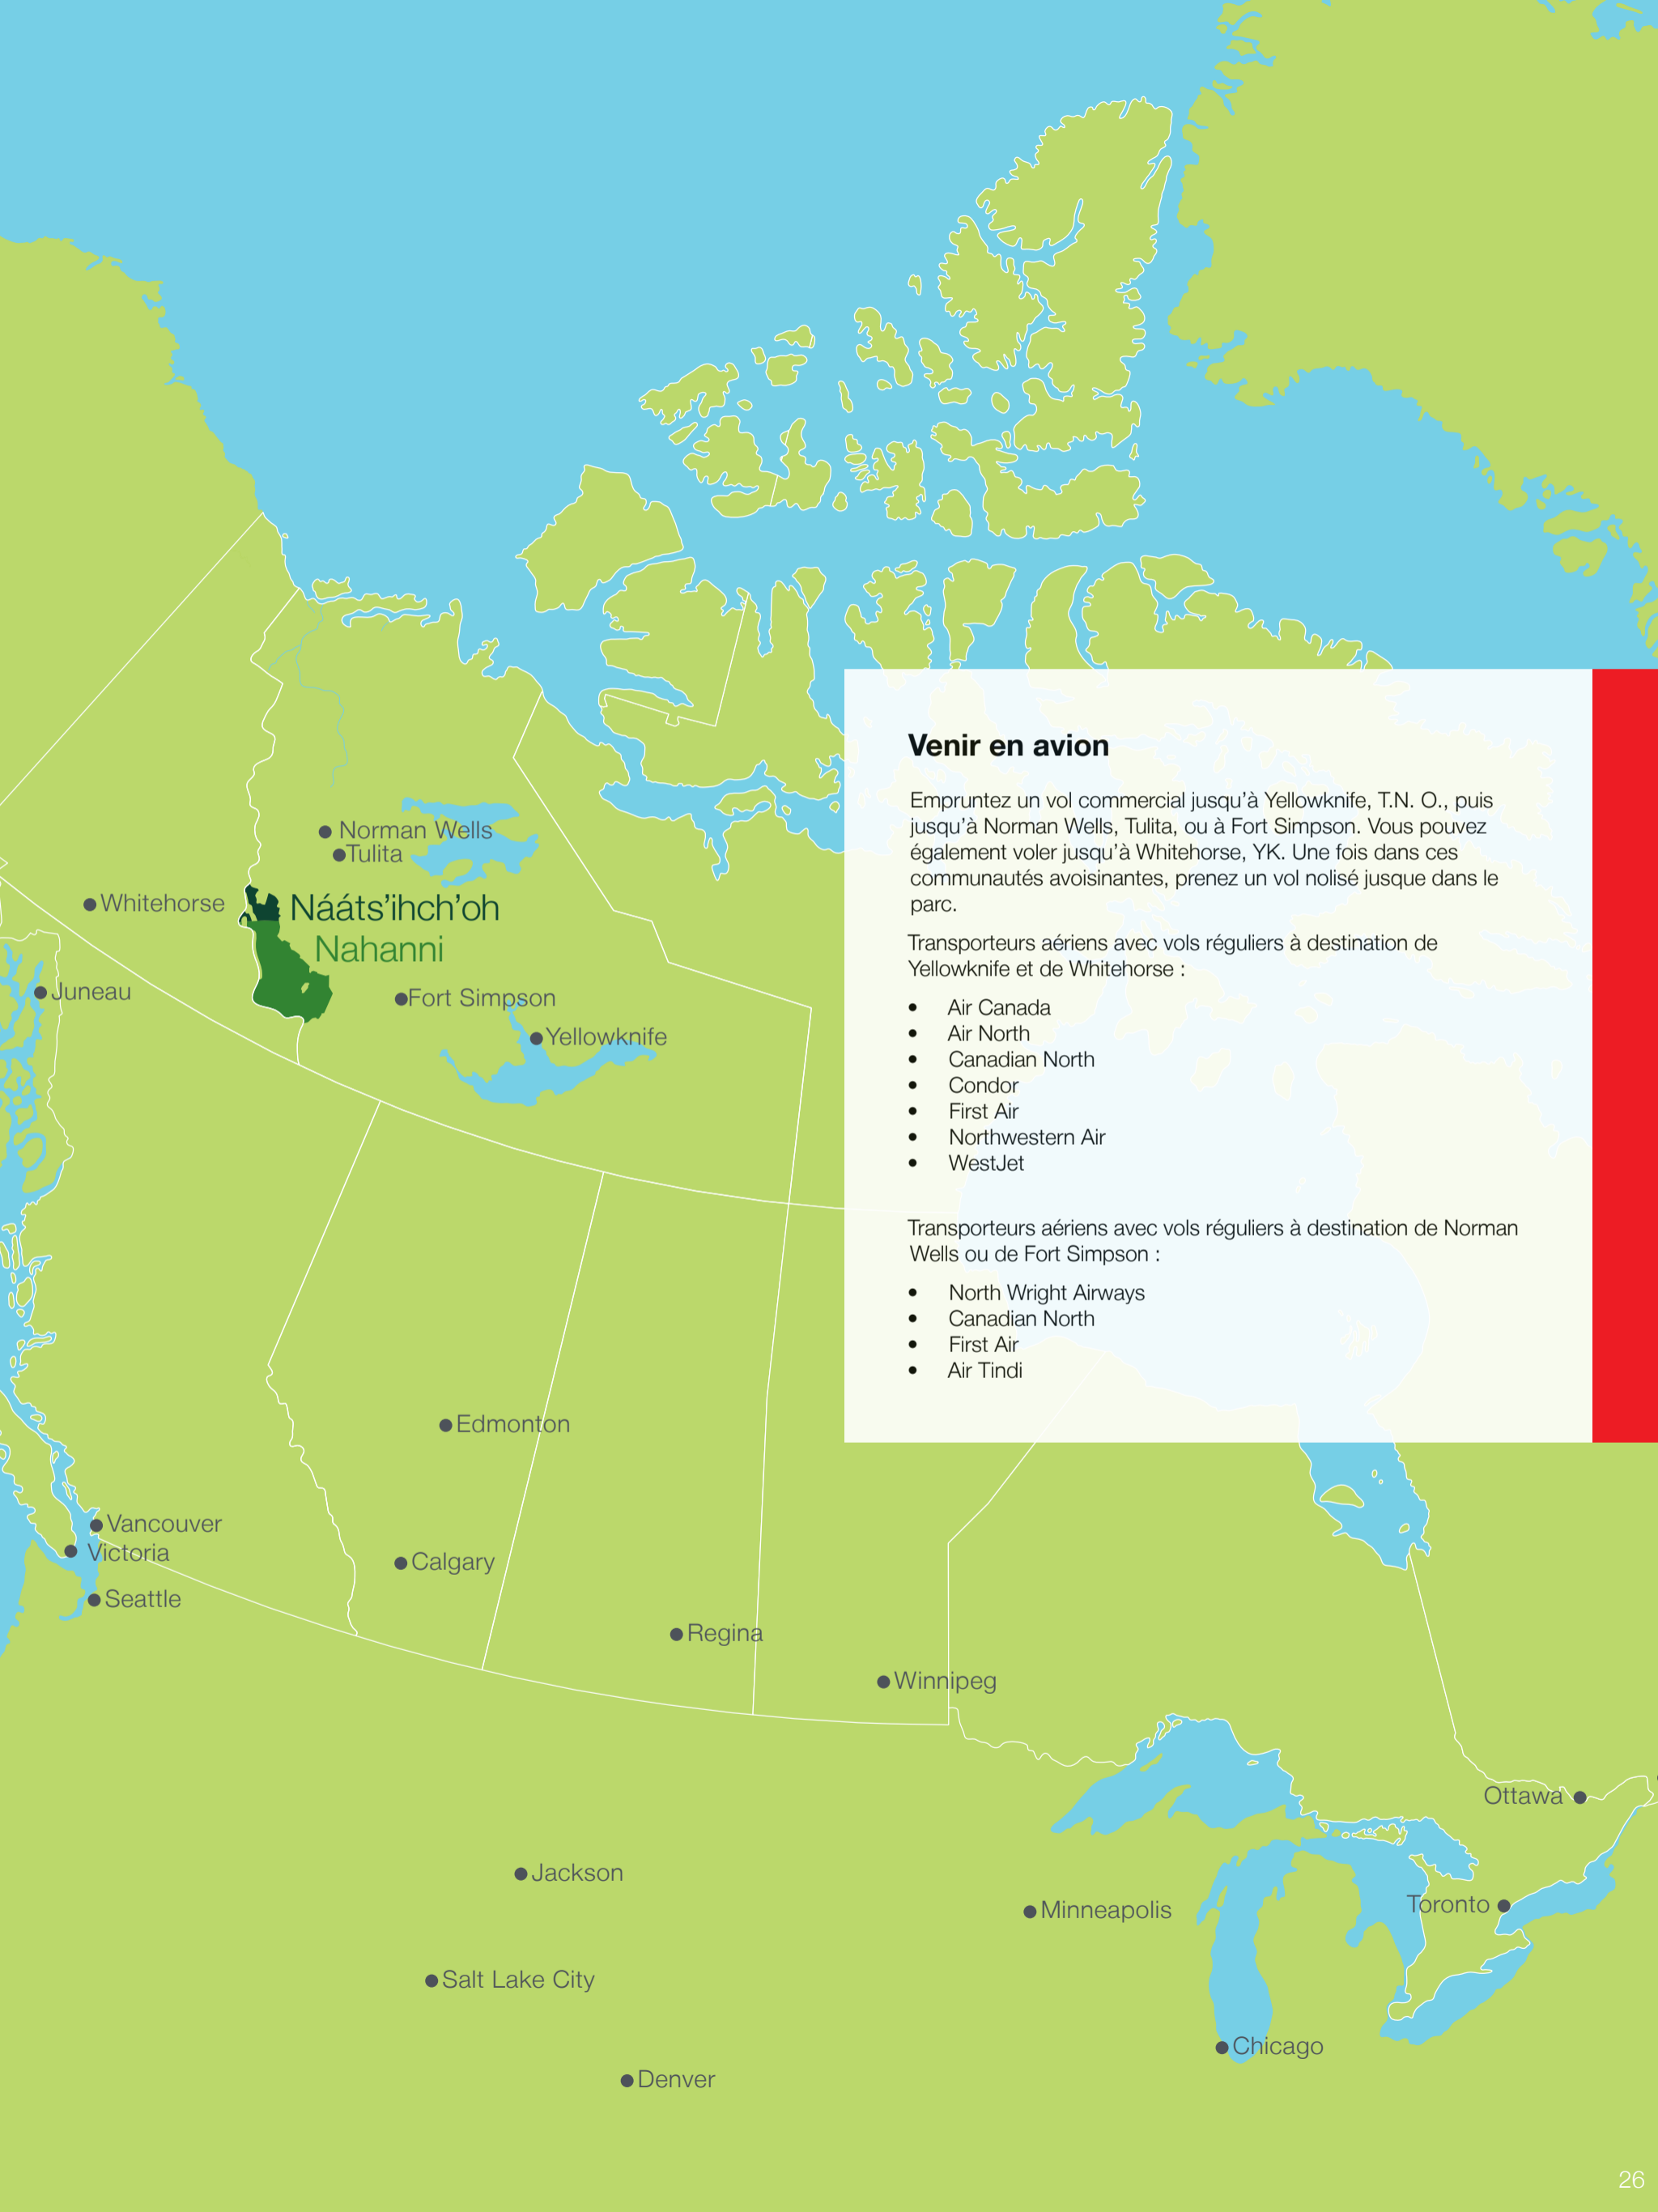 Venir en avion
Empruntez un vol commercial jusqu’à Yellowknife, T.N. O., puis
jusqu’à Norman Wells, Tulita, ou à Fort Simpson. Vous pouvez
également voler jusqu’à Whitehorse, YK. Une fois dans ces
communautés avoisinantes, prenez un vol nolisé jusque dans le
parc.
Transporteurs aériens avec vols réguliers à destination de
Yellowknife et de Whitehorse :
• Air Canada
• Air North
• Canadian North
• Condor
• First Air
• Northwestern Air
• WestJet
Transporteurs aériens avec vols réguliers à destination de Norman
Wells ou de Fort Simpson :
• North Wright Airways
• Canadian North
• First Air
• Air Tindi
Norman Wells
Tulita
Whitehorse
Nááts’ihch’oh
Nahanni
Juneau
Fort Simpson
Yellowknife
Edmonton
Vancouver
Victoria
Calgary
Seattle
Regina
Winnipeg
Ottawa
Jackson
Toronto
Minneapolis
Salt Lake City
Chicago
Denver
26